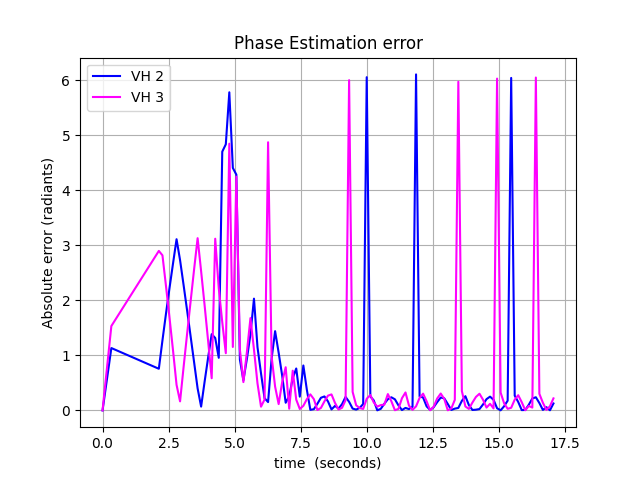 Phase Estimation error
VH 2
VH 3
Absolute error (radiants)
6
5
4
3
2
1
0
0.0 2.5 5.0 7.5 10.0 12.5 15.0 17.5
time (seconds)